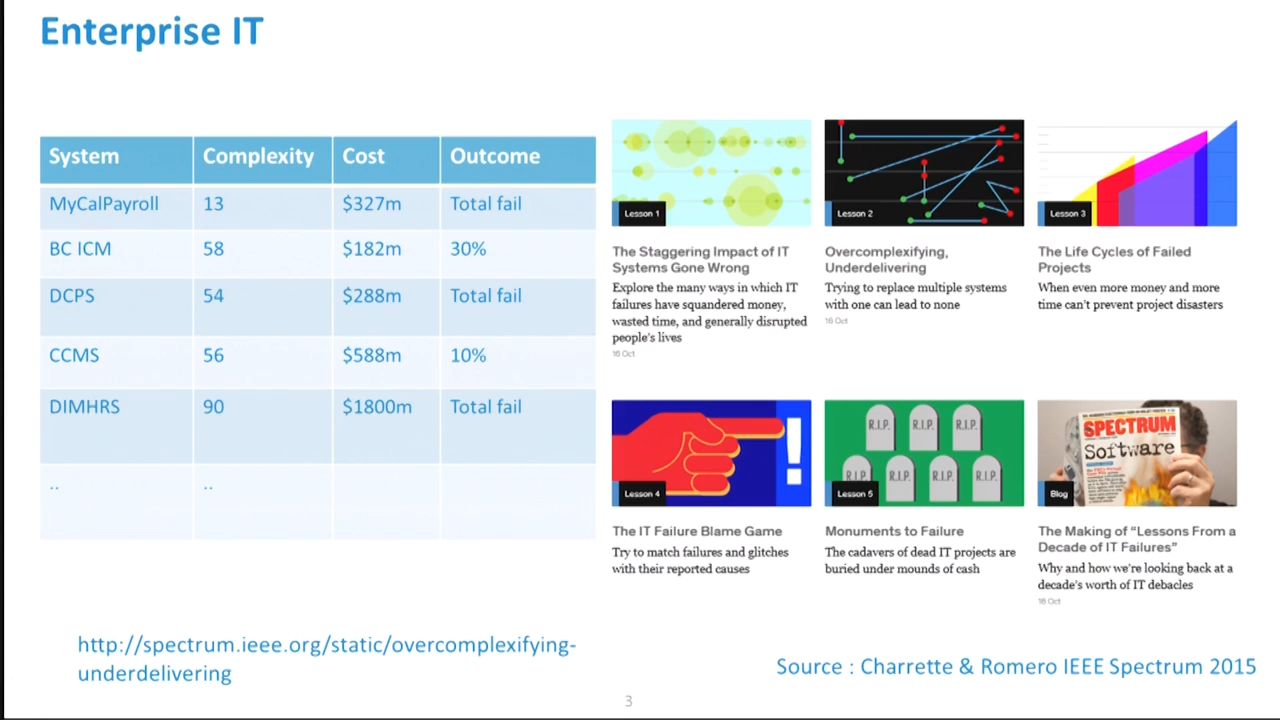 Enterprise IT
System Complexity Cost Outcome
MyCalPayroll 13 $327m Total fail
BC ICM 58 $182m 30%
DCPS 54 $288m Total fail
CCMS 56 $588m 10%
DIMHRS 90 $1800m Total fail
.. ..
Lesson 1
The Staggering Impact of IT
Systems Gone Wrong
Explore the many ways in which IT
failures have squandered money,
wasted time, and generally disrupted
people's lives
16 Oct
Lesson 2
Overcomplexifying,
Underdelivering
Trying to replace multiple systems
with one can lead to none
16 Oct
Lesson 3
The Life Cycles of Failed
Projects
When even more money and more
time can't prevent project disasters
Lesson 4
The IT Failure Blame Game
Try to match failures and glitches
with their reported causes
R.I.P. R.I.P. R.I.P.
R.I.P. R.I.P. R.I.P. R.I.P.
Lesson 5
Monuments to Failure
The cadavers of dead IT projects are
buried under mounds of cash
SPECTRUM
Software
Blog
The Making of "Lessons From a
Decade of IT Failures"
Why and how we're looking back at a
decade's worth of IT debacles
16 Oct
http://spectrum.ieee.org/static/overcomplexifying-
underdelivering
Source : Charrette & Romero IEEE Spectrum 2015
3